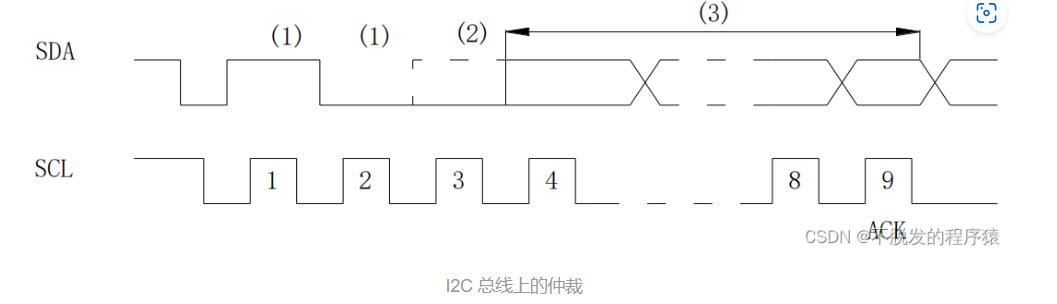 (1) (1) (2) (3)
SDA
SCL 1 2 3 4 8 9
ACK
CSDN @不脱发的程序猿
I2C 总线上的仲裁